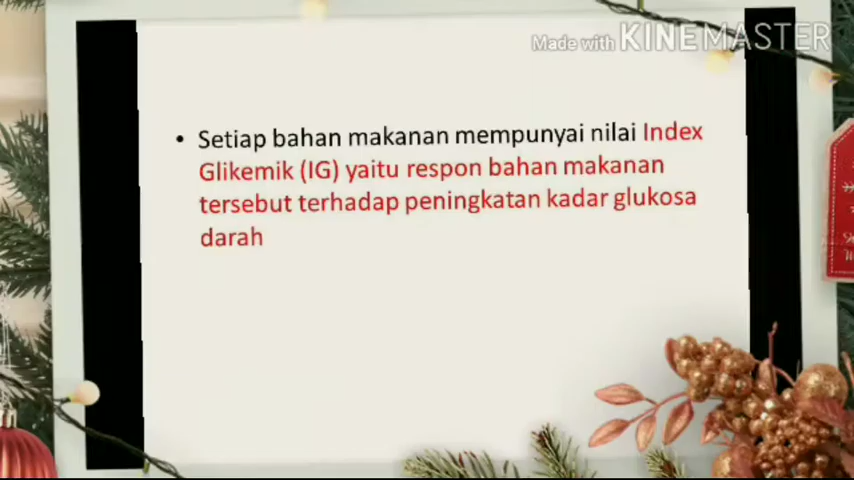 Made with KINEMASTER
• Setiap bahan makanan mempunyai nilai Index
Glikemik (IG) yaitu respon bahan makanan
tersebut terhadap peningkatan kadar glukosa
darah